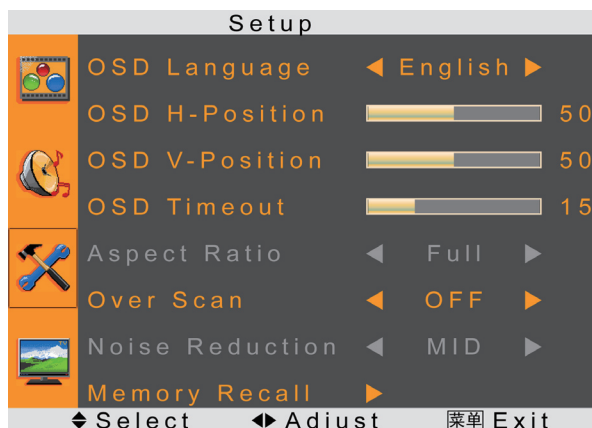 Setup
OSD Language English
OSD H-Position 50
OSD V-Position 50
OSD Timeout 15
Aspect Ratio Full
Over Scan OFF
Noise Reduction MID
Memory Recall
Select Adjust 菜单 Exit